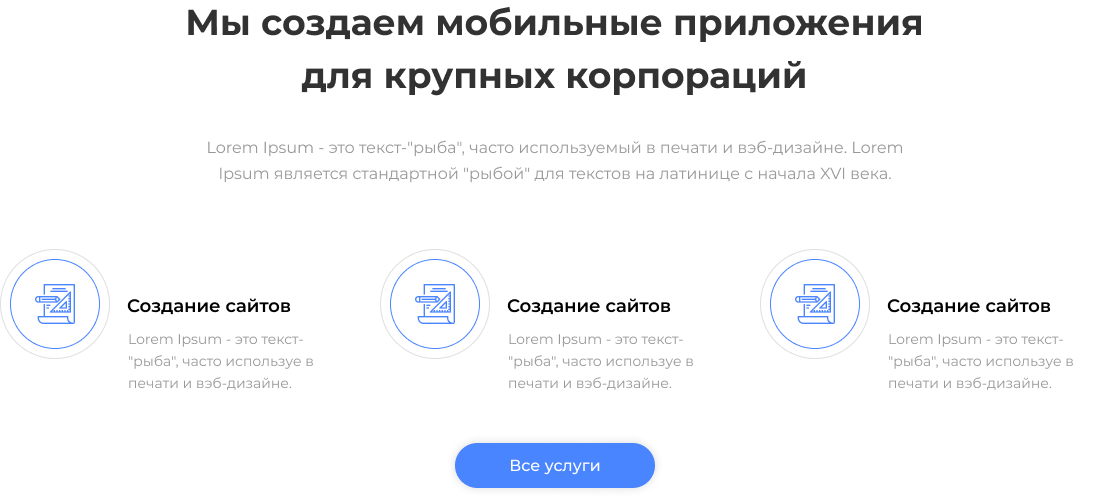 Мы создаем мобильные приложения
для крупных корпораций
Lorem Ipsum - это текст-"рыба", часто используемый в печати и вэб-дизайне. Lorem
Ipsum является стандартной "рыбой" для текстов на латинице с начала XVI века.
Создание сайтов
Lorem Ipsum - это текст-
"рыба", часто используе в
печати и вэб-дизайне.
Создание сайтов
Lorem Ipsum - это текст-
"рыба", часто используе в
печати и вэб-дизайне.
Создание сайтов
Lorem Ipsum - это текст-
"рыба", часто используе в
печати и вэб-дизайне.
Все услуги